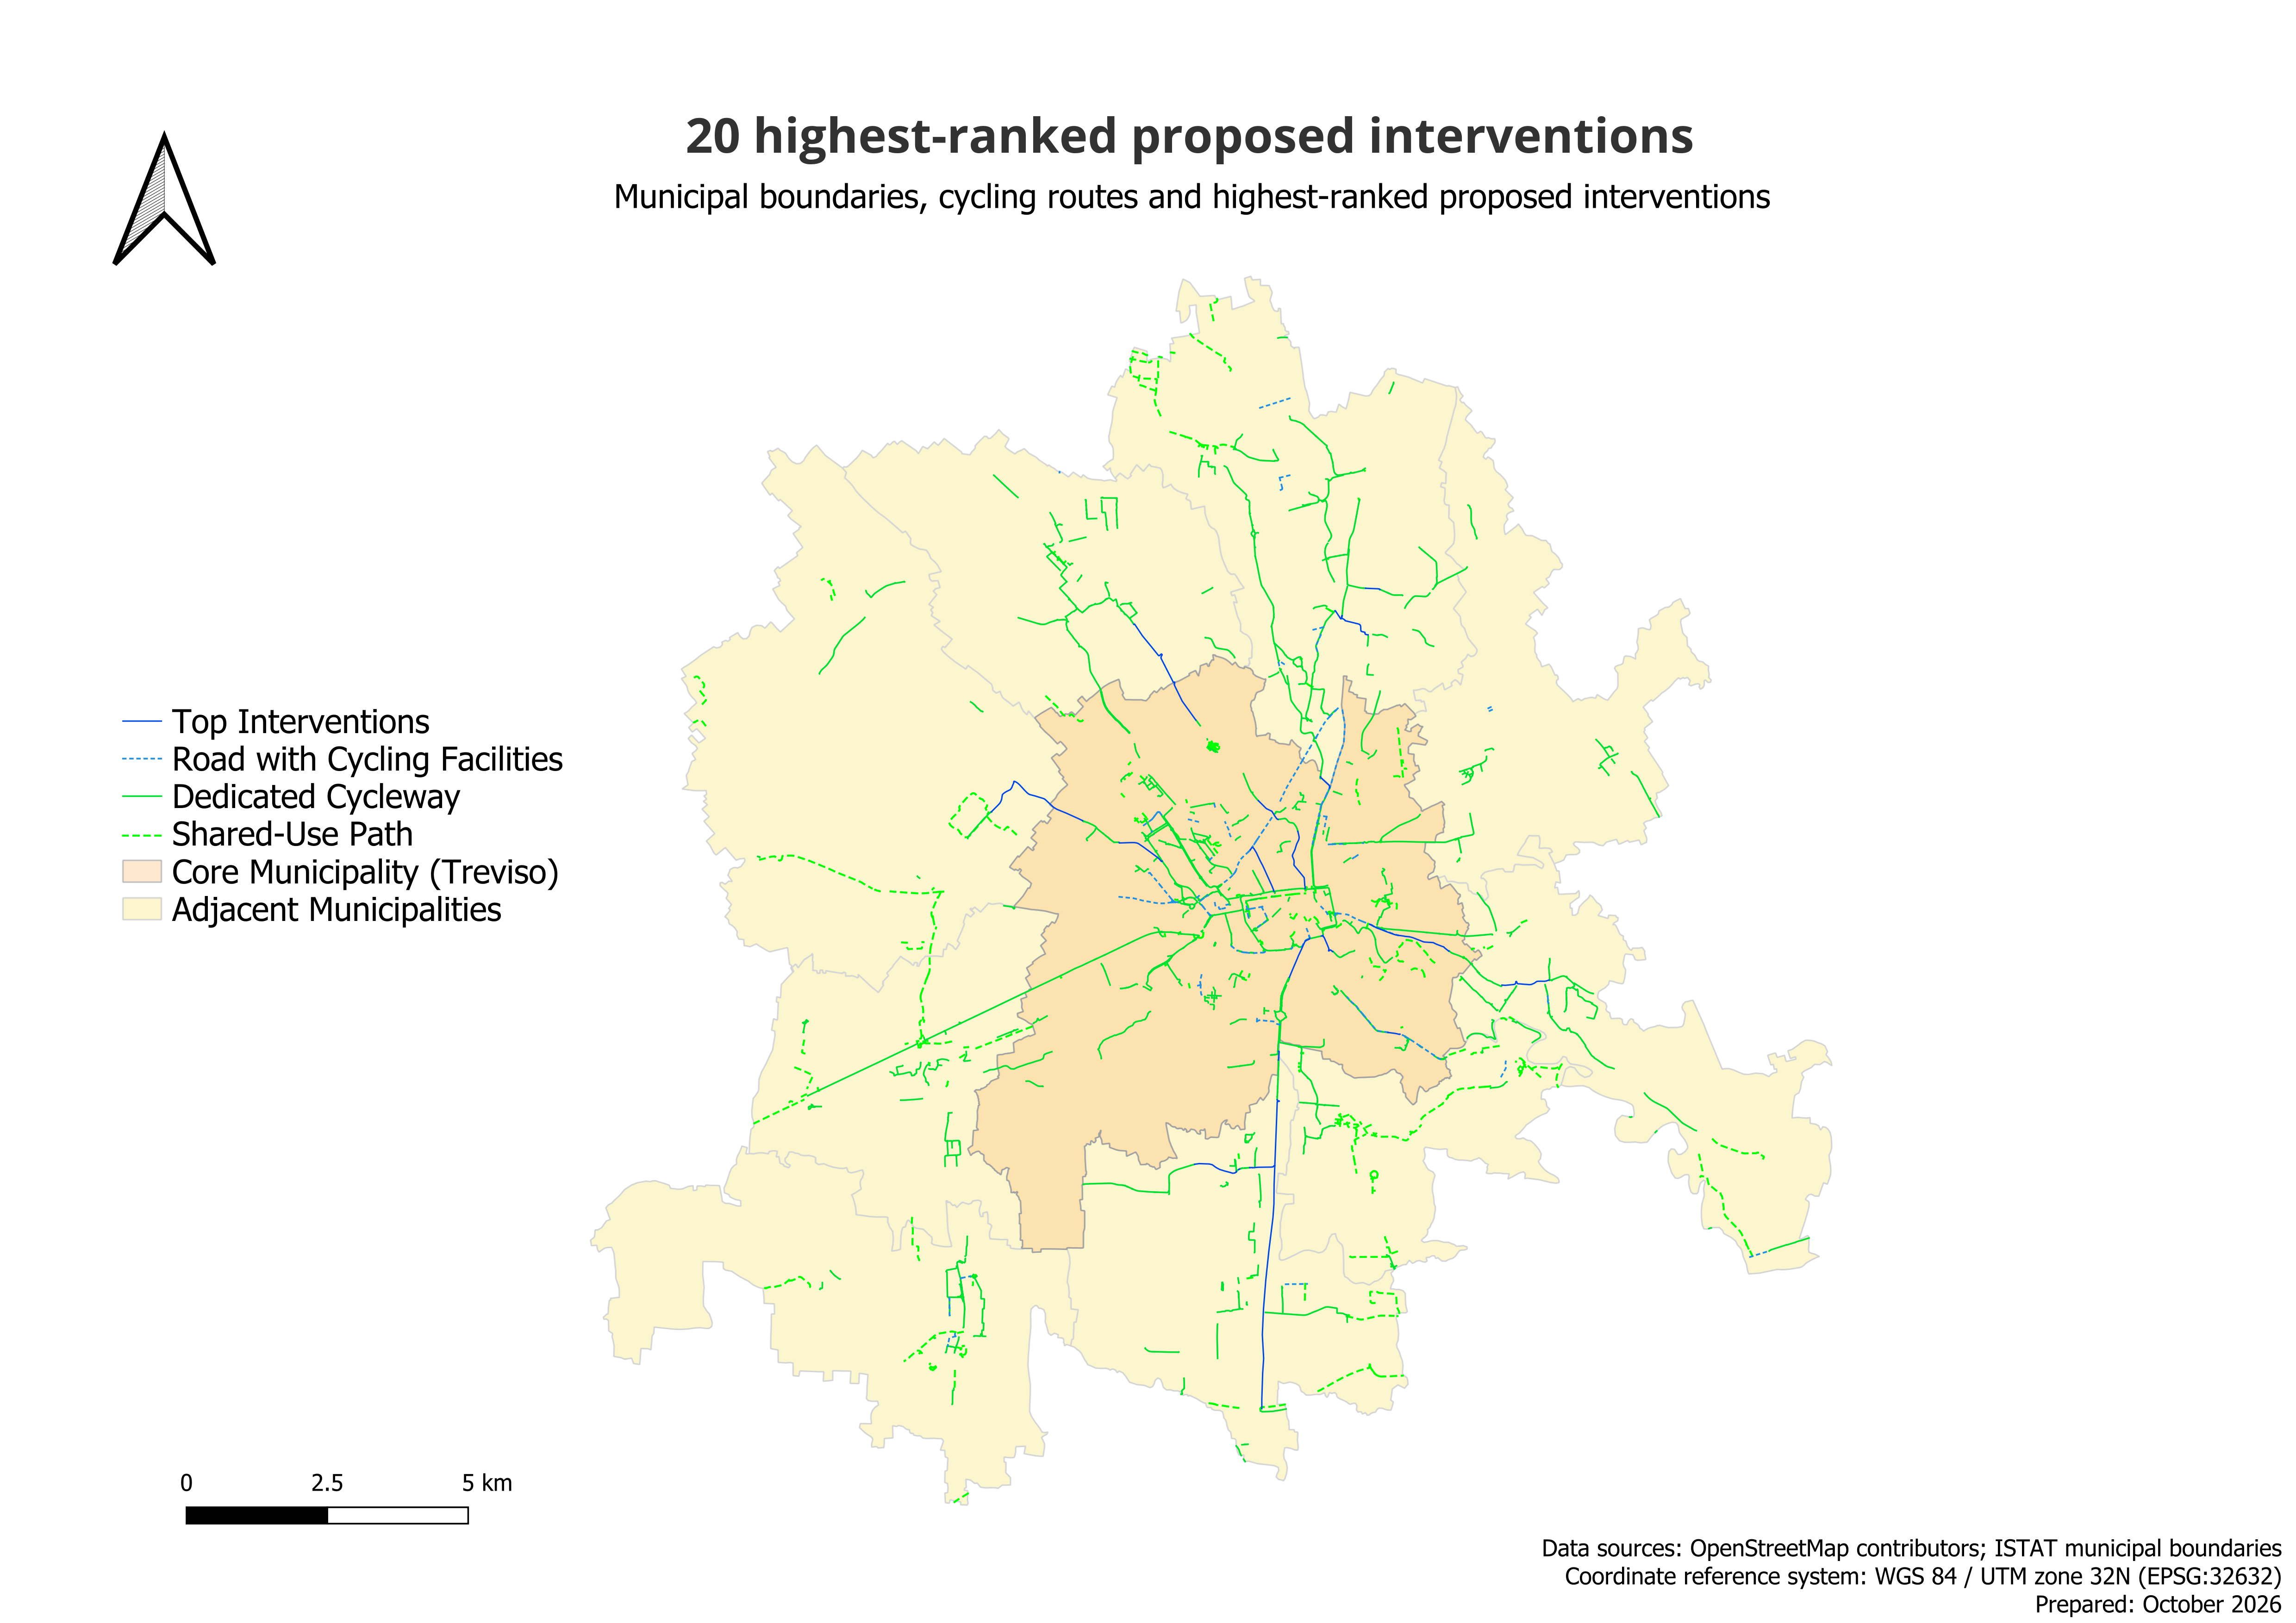 20 highest-ranked proposed interventions
Municipal boundaries, cycling routes and highest-ranked proposed interventions
Top Interventions
Road with Cycling Facilities
Dedicated Cycleway
Shared-Use Path
Core Municipality (Treviso)
Adjacent Municipalities
0 2.5 5 km
Data sources: OpenStreetMap contributors; ISTAT municipal boundaries
Coordinate reference system: WGS 84 / UTM zone 32N (EPSG:32632)
Prepared: October 2026